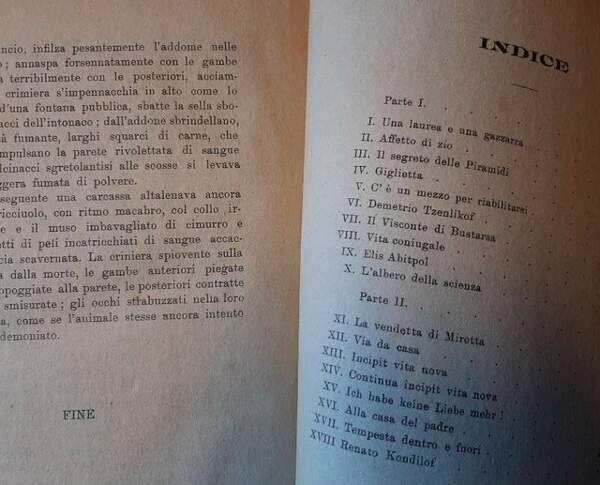 ncio, infilza pesantemente l'addome nelle
o; annaspa forsennatamente con le gambe
a terribilmente con le posteriori, acciam-
crimiera s'impennacchia in alto come lo
d'una fontana pubblica, sbatte la sella sbo-
acci dell'intonaco; dall'addone sbrindellano,
à fumante, larghi squarci di carne, che
mpulsano la parete rivolettata di sangue
lcinacci sgretolantisi alle scosse si levava
ggera fumata di polvere.
seguente una carcassa altalenava ancora
ricciuolo, con ritmo macabro, col collo ir-
e e il muso imbavagliato di cimurro e
tti di peli incatricchiati di sangue accac-
cia scavernata. La criniera spiovente sulla
a dalla morte, le gambe anteriori piegate
ppoggiate alla parete, le posteriori contratte
smisurate; gli occhi strabuzzati nella loro
a, come se l'animale stesse ancora intento
demoniato.
FINE
INDICE
Parte I.
I. Una laurea e una gazzarra
II. Affetto di zio
III. Il segreto delle Piramidi
IV. Giglietta
V. C' è un mezzo per riabilitarsi
VI. Demetrio Tzenlikof
VII. Il Visconte di Bustarsa
VIII. Vita coniugale
IX. Elis Abitpol
X. L'albero della scienza
Parte II.
XI. La vendotta di Mirotta
XII. Via da casa
XIII. Incipit vita nova
XIV. Continua incipit vita nova
XV. Ich habe keine Liebe mehr!
XVI. Alla casa del padre
XVII. Tempesta dentro e fuori
XVIII Renato Kondilof